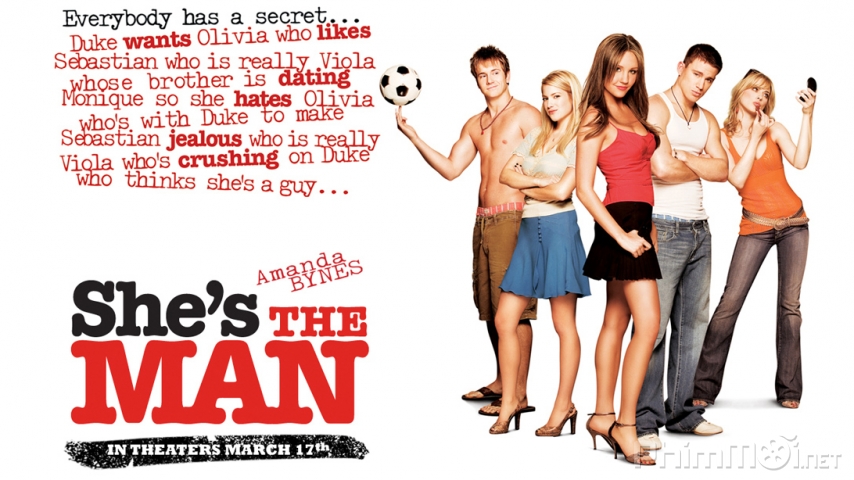 Everybody has a secret...
Duke wants Olivia who likes
Sebastian who is really Viola
whose brother is dating
Monique so she hates Olivia
who's with Duke to make
Sebastian jealous who is really
Viola who's crushing on Duke
who thinks she's a guy...
Amanda
BYNES
She's THE
MAN
IN THEATERS MARCH 17th
PhimMoi.NET